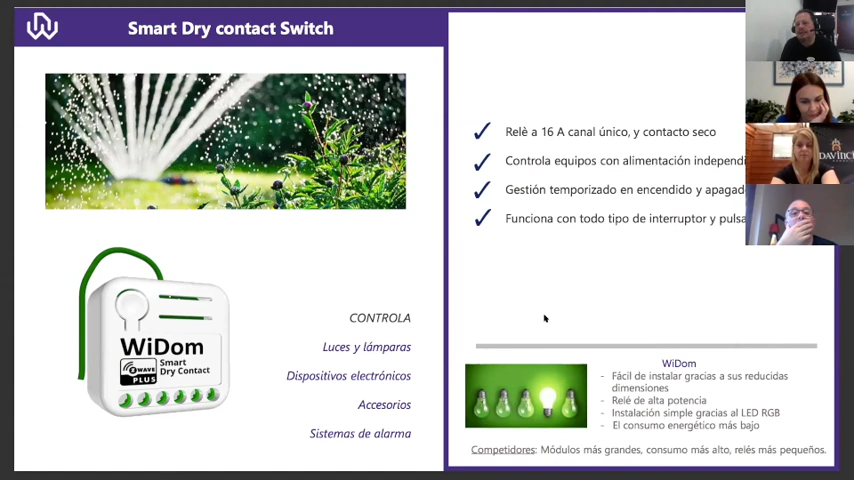 Smart Dry contact Switch
WiDom
Z WAVE PLUS
Smart
Dry Contact
CONTROLA
Luces y lámparas
Dispositivos electrónicos
Accesorios
Sistemas de alarma
✓ Relè a 16 A canal único, y contacto seco
✓ Controla equipos con alimentación independi
✓ Gestión temporizado en encendido y apagad
✓ Funciona con todo tipo de interruptor y pulsa
WiDom
- Fácil de instalar gracias a sus reducidas
dimensiones
- Relé de alta potencia
- Instalación simple gracias al LED RGB
- El consumo energético más bajo
Competidores: Módulos más grandes, consumo más alto, relés más pequeños.
DAVINC